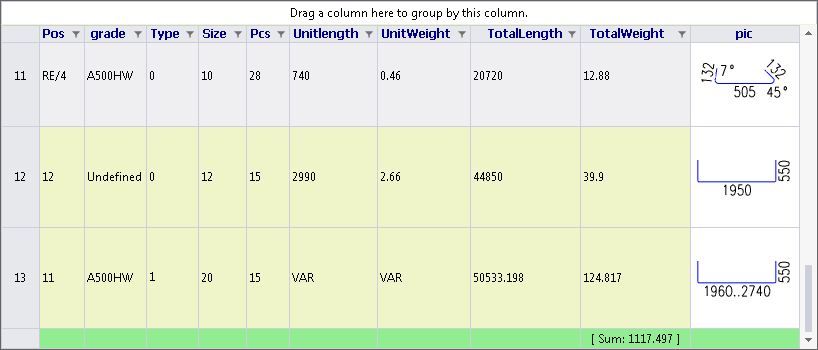 Drag a column here to group by this column.
Pos grade Type Size Pcs Unitlength UnitWeight TotalLength TotalWeight pic
11 RE/4 A500HW 0 10 28 740 0.46 20720 12.88 132 7° 132 505 45°
12 12 Undefined 0 12 15 2990 2.66 44850 39.9 550 1950
13 11 A500HW 1 20 15 VAR VAR 50533.198 124.817 550 1960..2740
[ Sum: 1117.497 ]